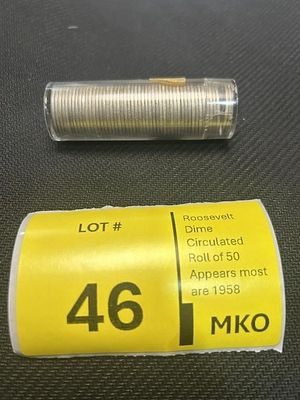 LOT #
46
Roosevelt
Dime
Circulated
Roll of 50
Appears most
are 1958
MKO